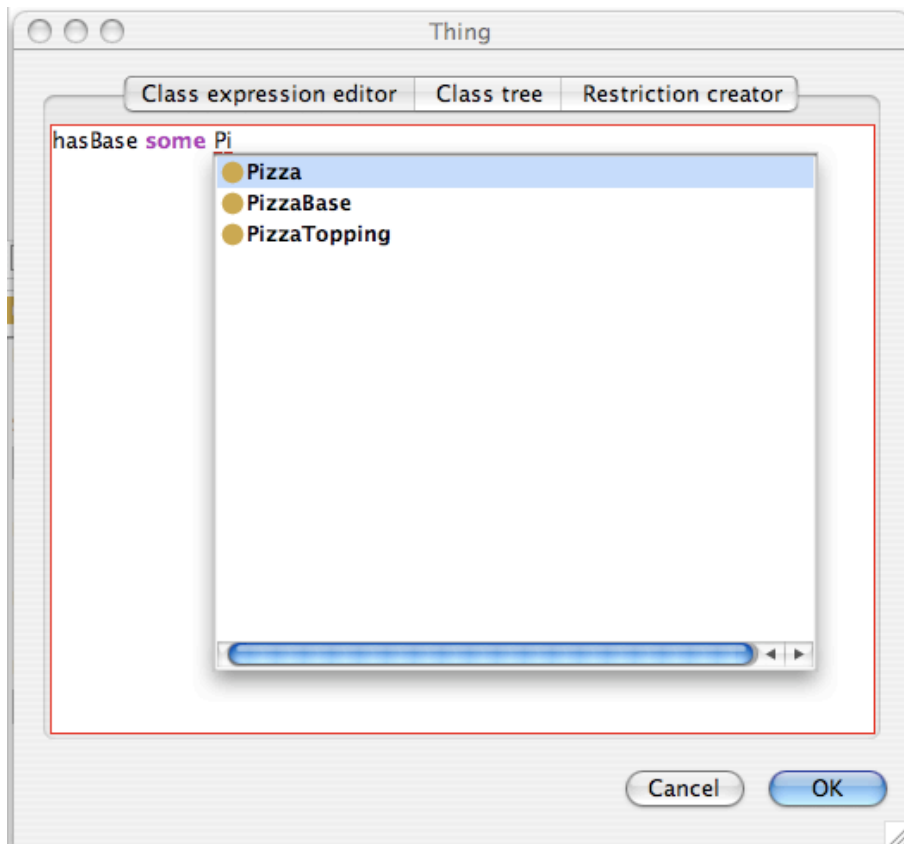 Thing
Class expression editor Class tree Restriction creator
hasBase some Pi
Pizza
PizzaBase
PizzaTopping
Cancel OK